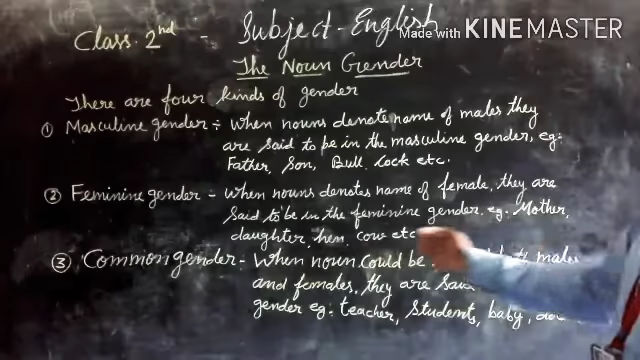 Class. 2nd - Subject - English
Made with KINEMASTER
The Noun Gender
There are four kinds of gender
① Masculine gender ÷ When nouns denote name of males they
are said to be in the masculine gender, eg:
Father, Son, Bull, Cock etc.
② Feminine gender - When nouns denotes name of female, they are
said to be in the feminine gender. eg: Mother,
daughter, hen, cow etc
③ Common gender - When noun could be males
and females, they are said
gender eg: teacher, Students, baby,